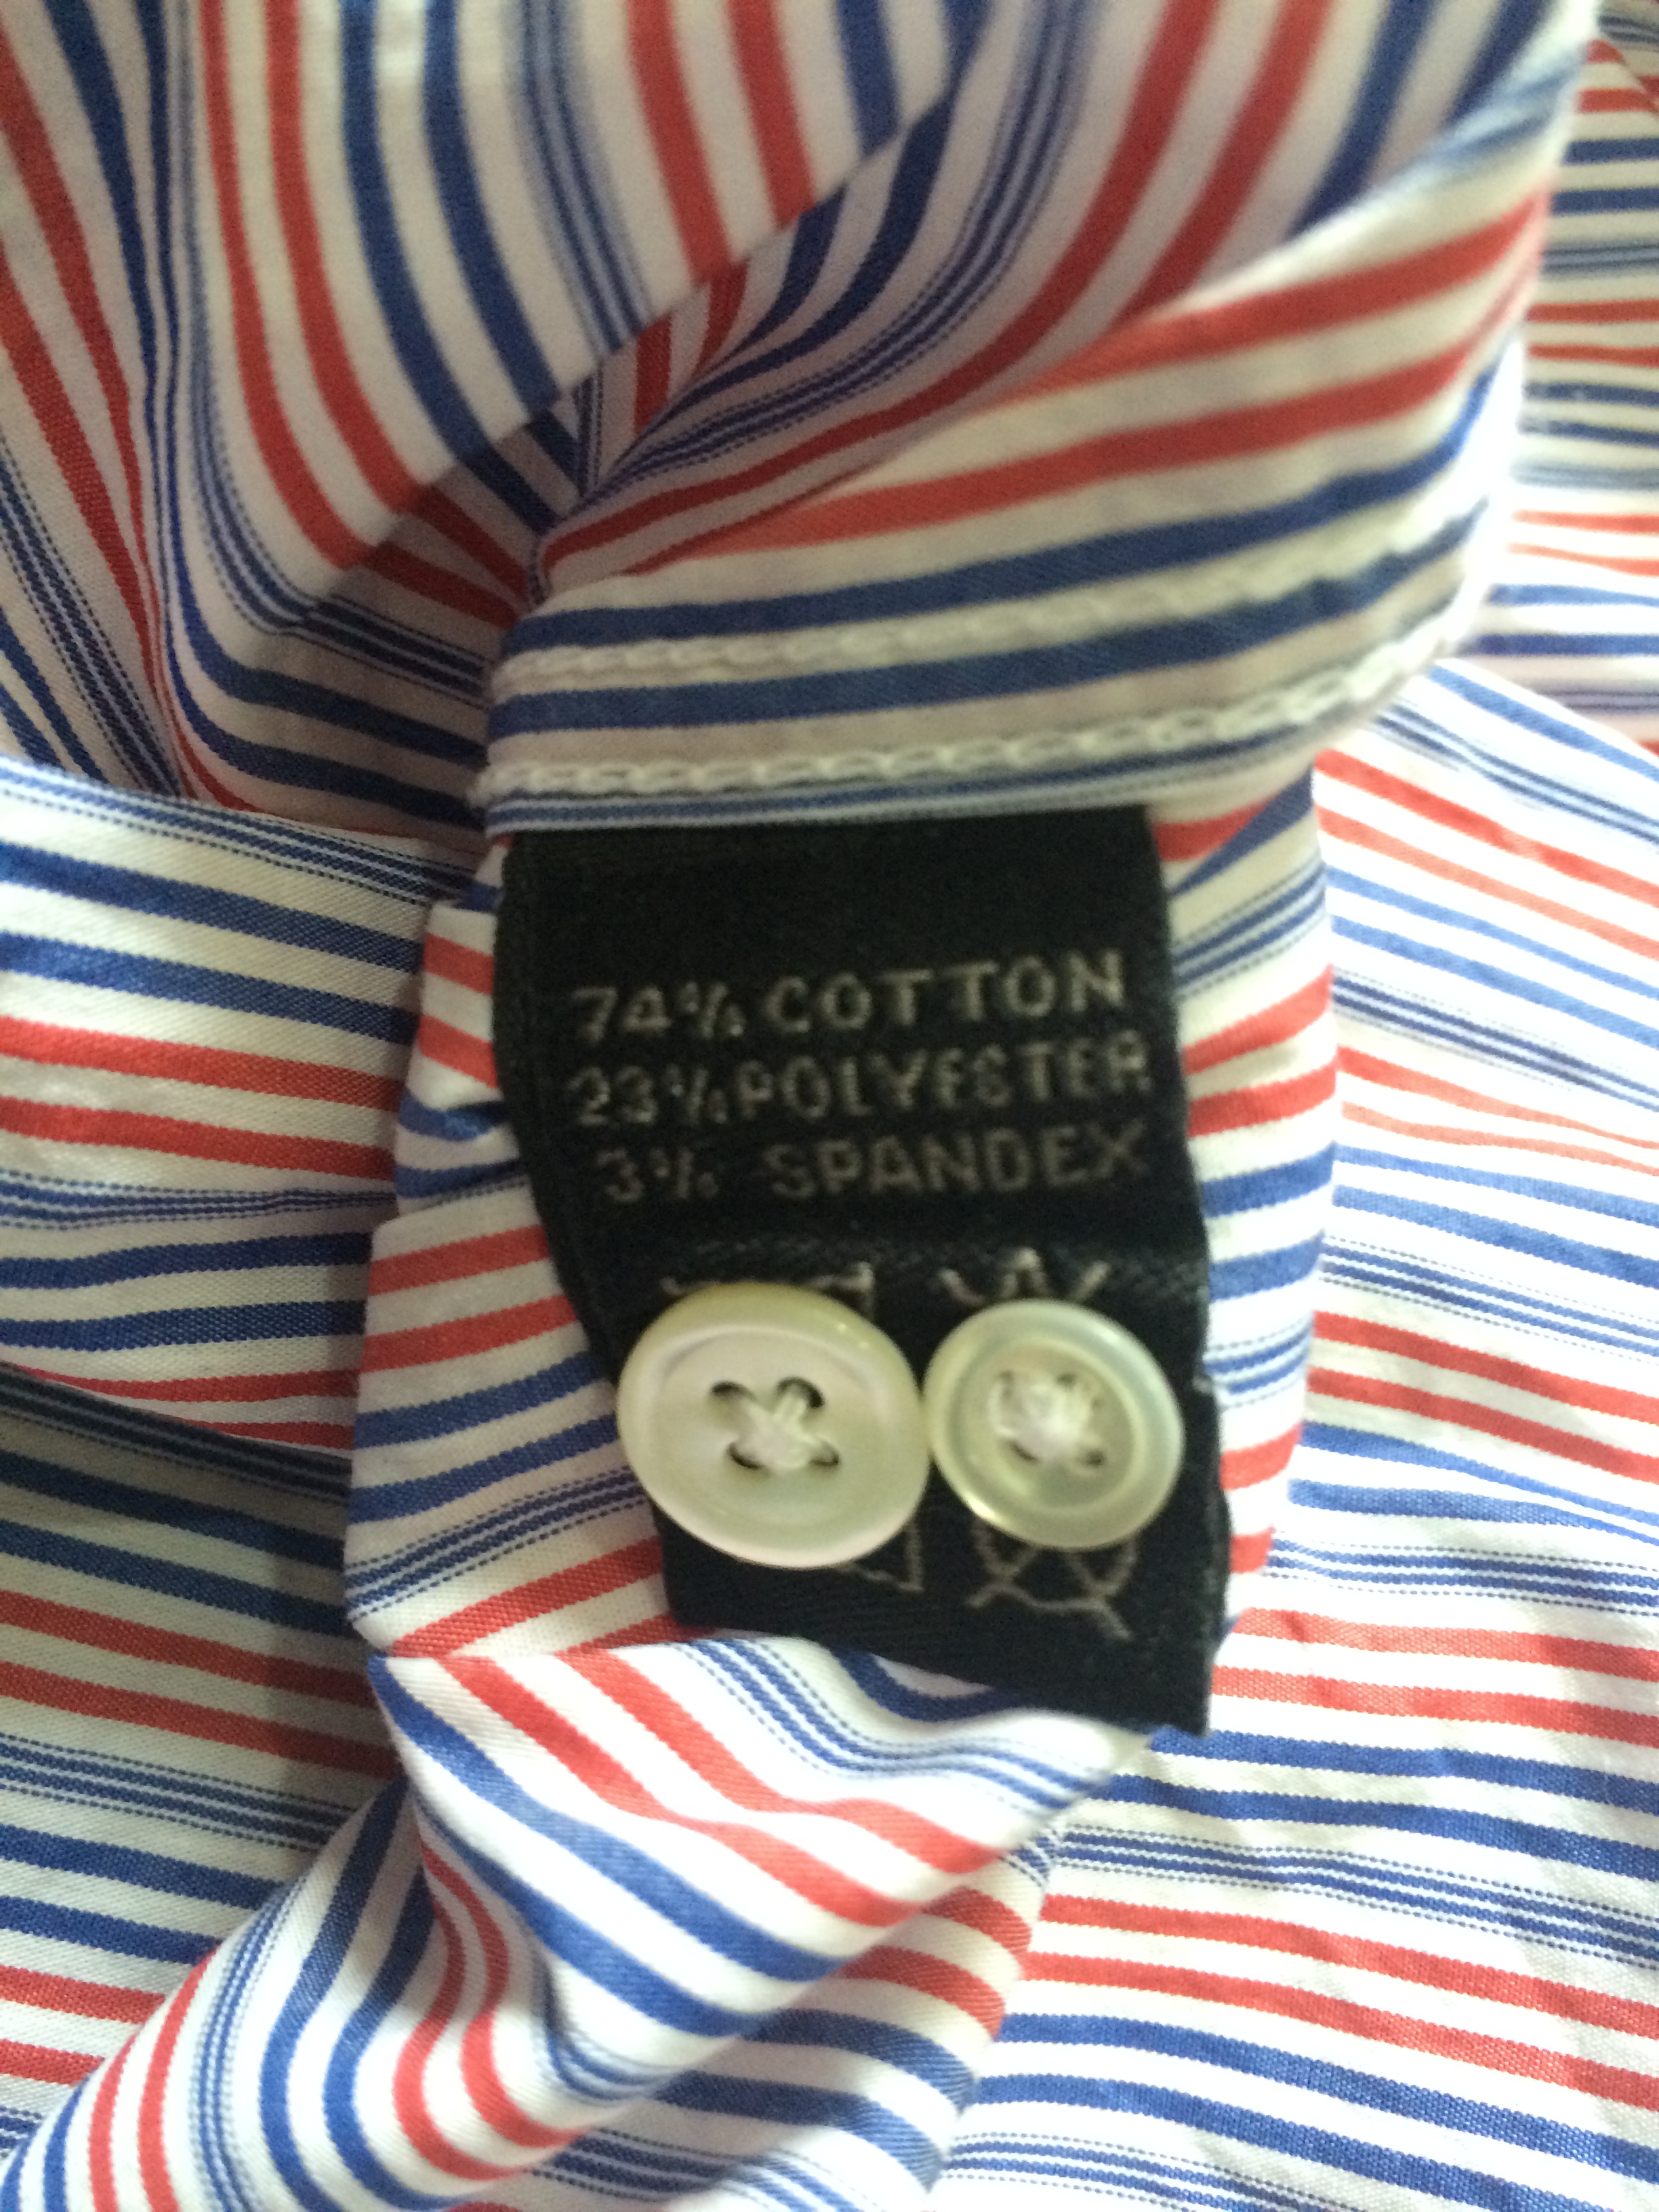 74% COTTON
23% POLYESTER
3% SPANDEX